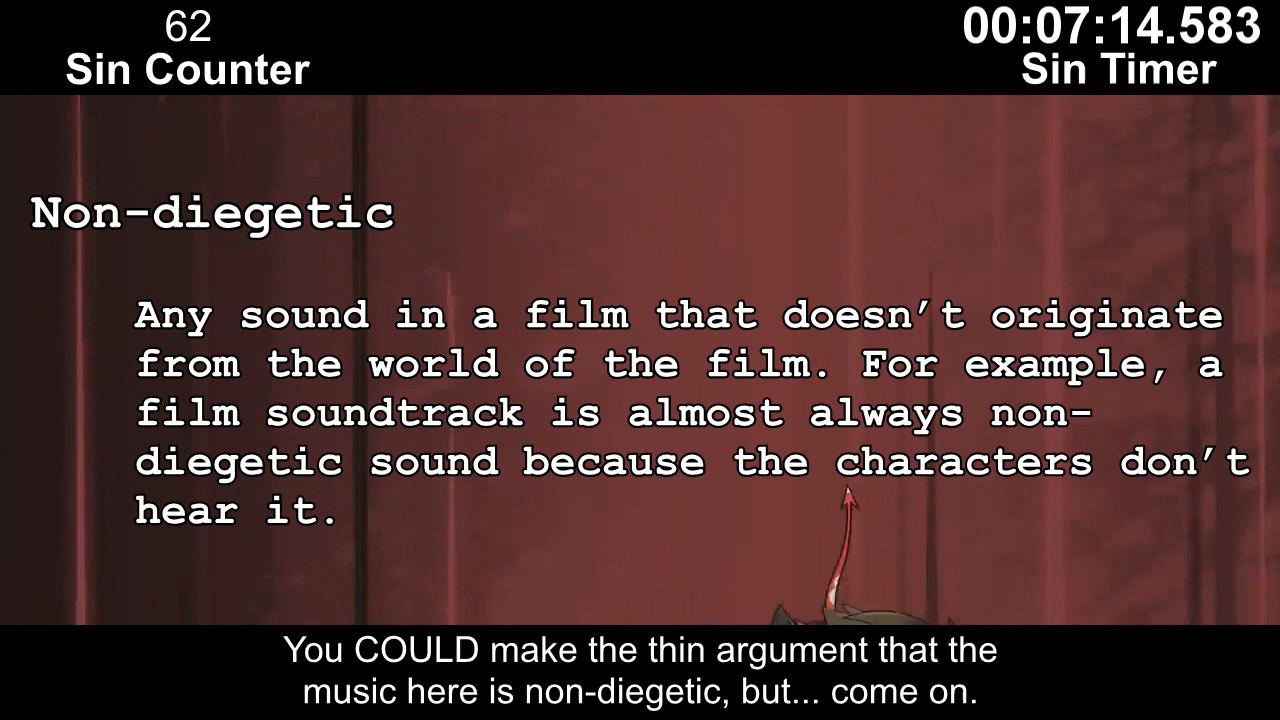 62
Sin Counter
00:07:14.583
Sin Timer
Non-diegetic
Any sound in a film that doesn’t originate
from the world of the film. For example, a
film soundtrack is almost always non-
diegetic sound because the characters don’t
hear it.
You COULD make the thin argument that the
music here is non-diegetic, but... come on.